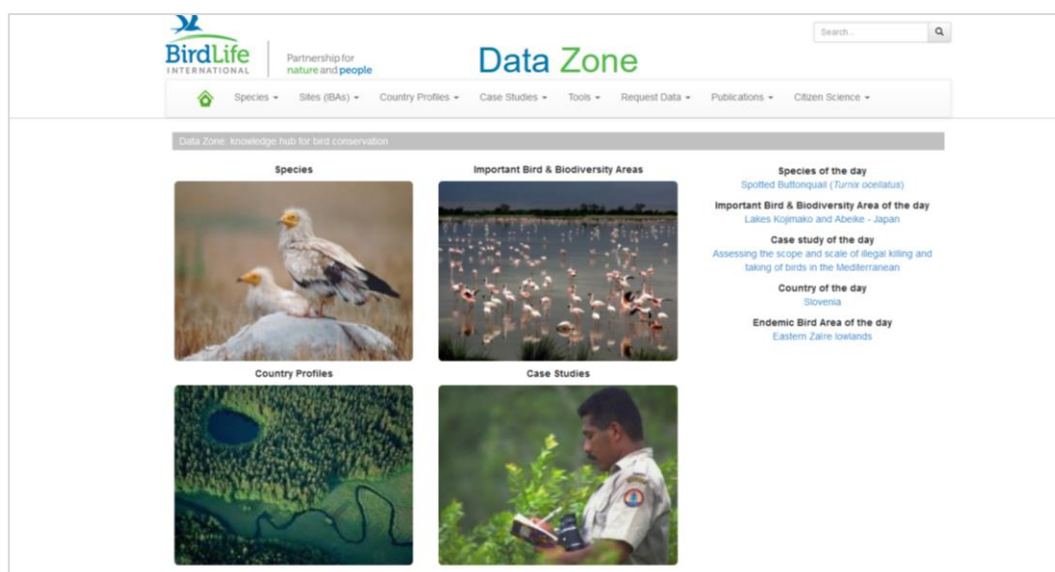 BirdLife
INTERNATIONAL
Partnership for
nature and people
Data Zone
Search...
Species
Sites (IBAs)
Country Profiles
Case Studies
Tools
Request Data
Publications
Citizen Science
Data Zone: knowledge hub for bird conservation
Species
Important Bird & Biodiversity Areas
Country Profiles
Case Studies
Species of the day
Spotted Buttonquail (Turnix ocellatus)
Important Bird & Biodiversity Area of the day
Lakes Kojimako and Abeike - Japan
Case study of the day
Assessing the scope and scale of illegal killing and
taking of birds in the Mediterranean
Country of the day
Slovenia
Endemic Bird Area of the day
Eastern Zaire lowlands